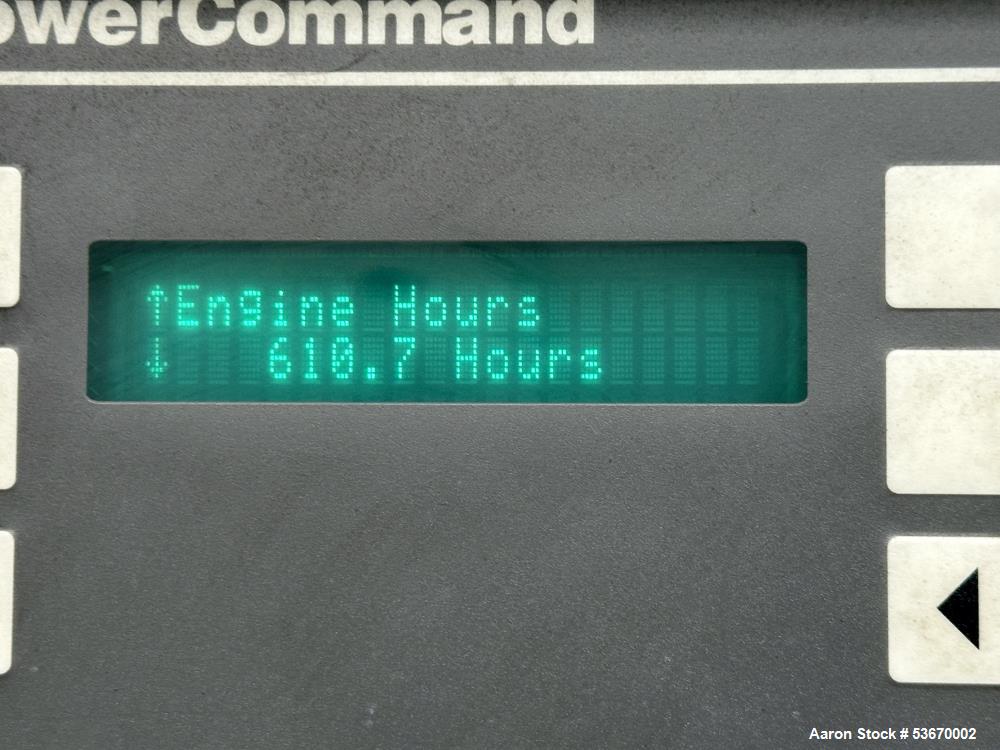 owerCommand
↑Engine Hours
↓ 610.7 Hours
Aaron Stock # 53670002